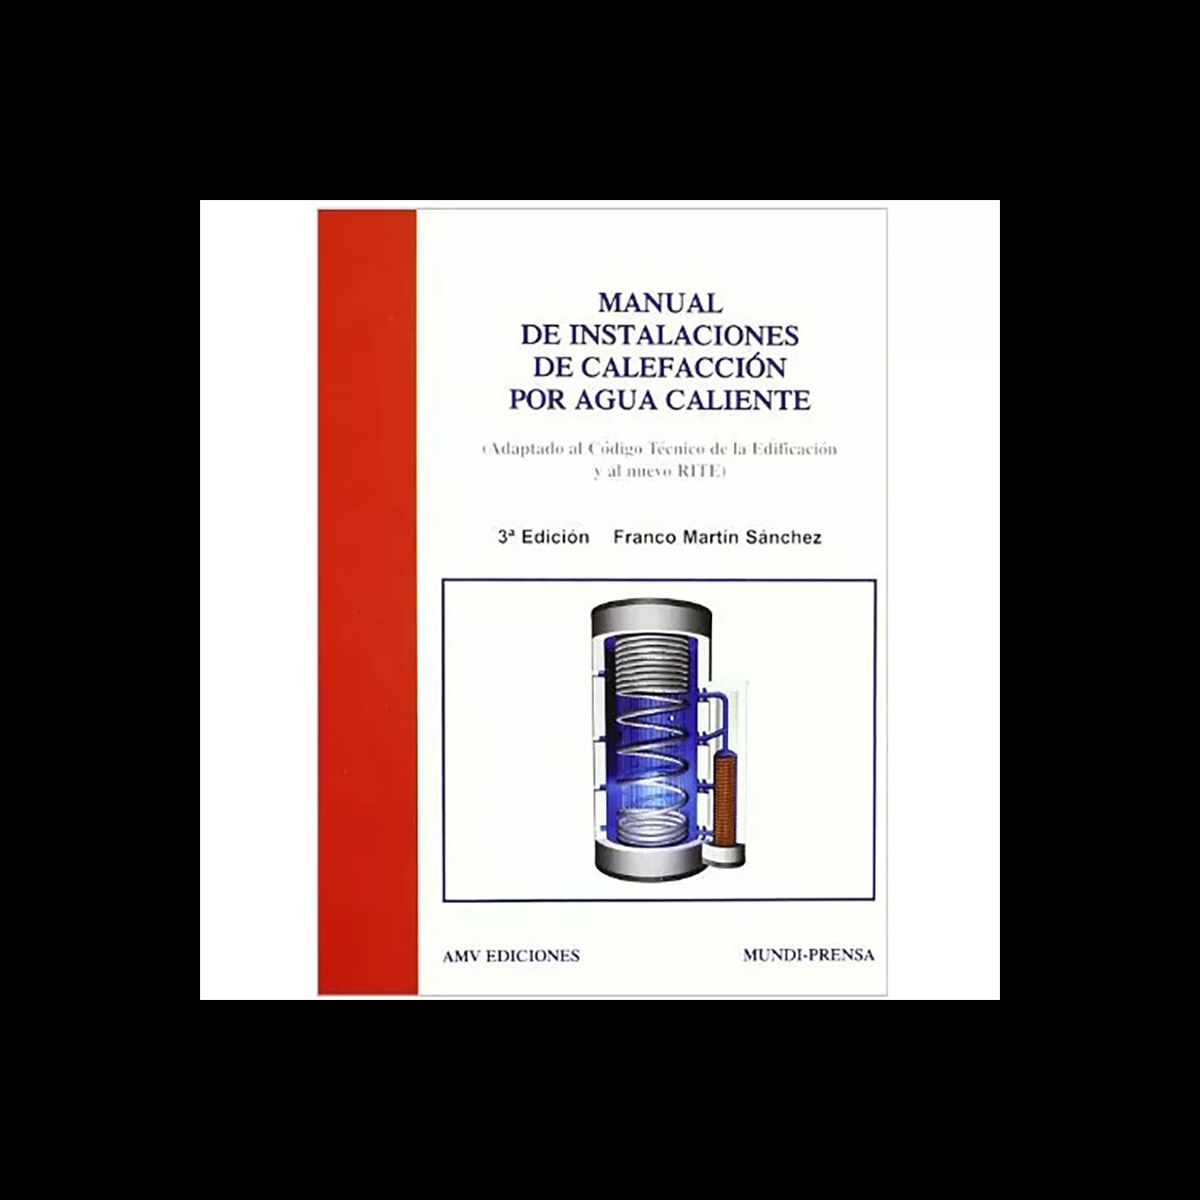 MANUAL
DE INSTALACIONES
DE CALEFACCIÓN
POR AGUA CALIENTE
(Adaptado al Código Técnico de la Edificación
y al nuevo RITE)
3ª Edición Franco Martín Sánchez
AMV EDICIONES MUNDI-PRENSA